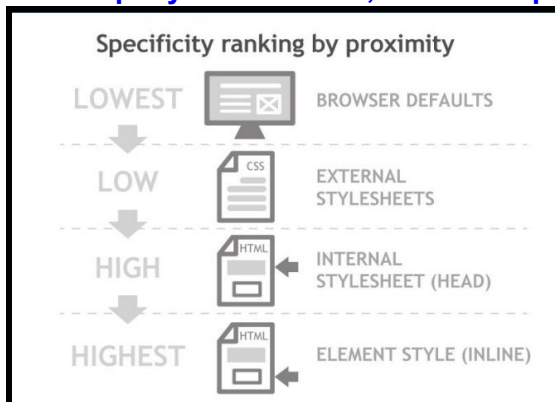 Specificity ranking by proximity
LOWEST
BROWSER DEFAULTS
LOW
CSS
EXTERNAL
STYLESHEETS
HIGH
HTML
INTERNAL
STYLESHEET (HEAD)
HIGHEST
HTML
ELEMENT STYLE (INLINE)